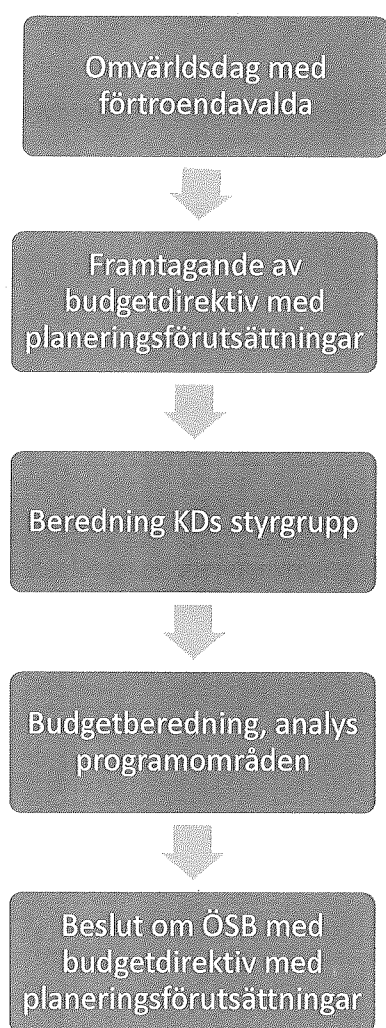 Omvärldsdag med
förtroendavalda
Framtagande av
budgetdirektiv med
planeringsförutsättningar
Beredning KDs styrgrupp
Budgetberedning, analys
programområden
Beslut om ÖSB med
budgetdirektiv med
planeringsförutsättningar